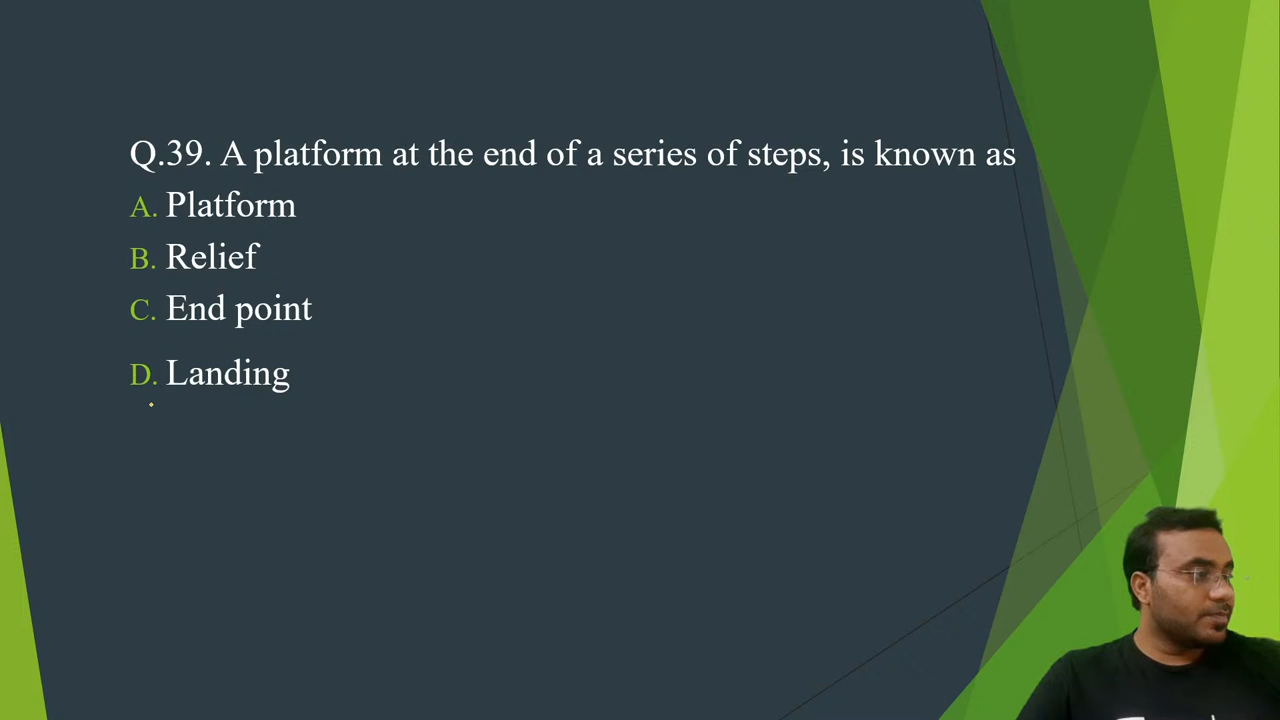 Q.39. A platform at the end of a series of steps, is known as
A. Platform
B. Relief
C. End point
D. Landing